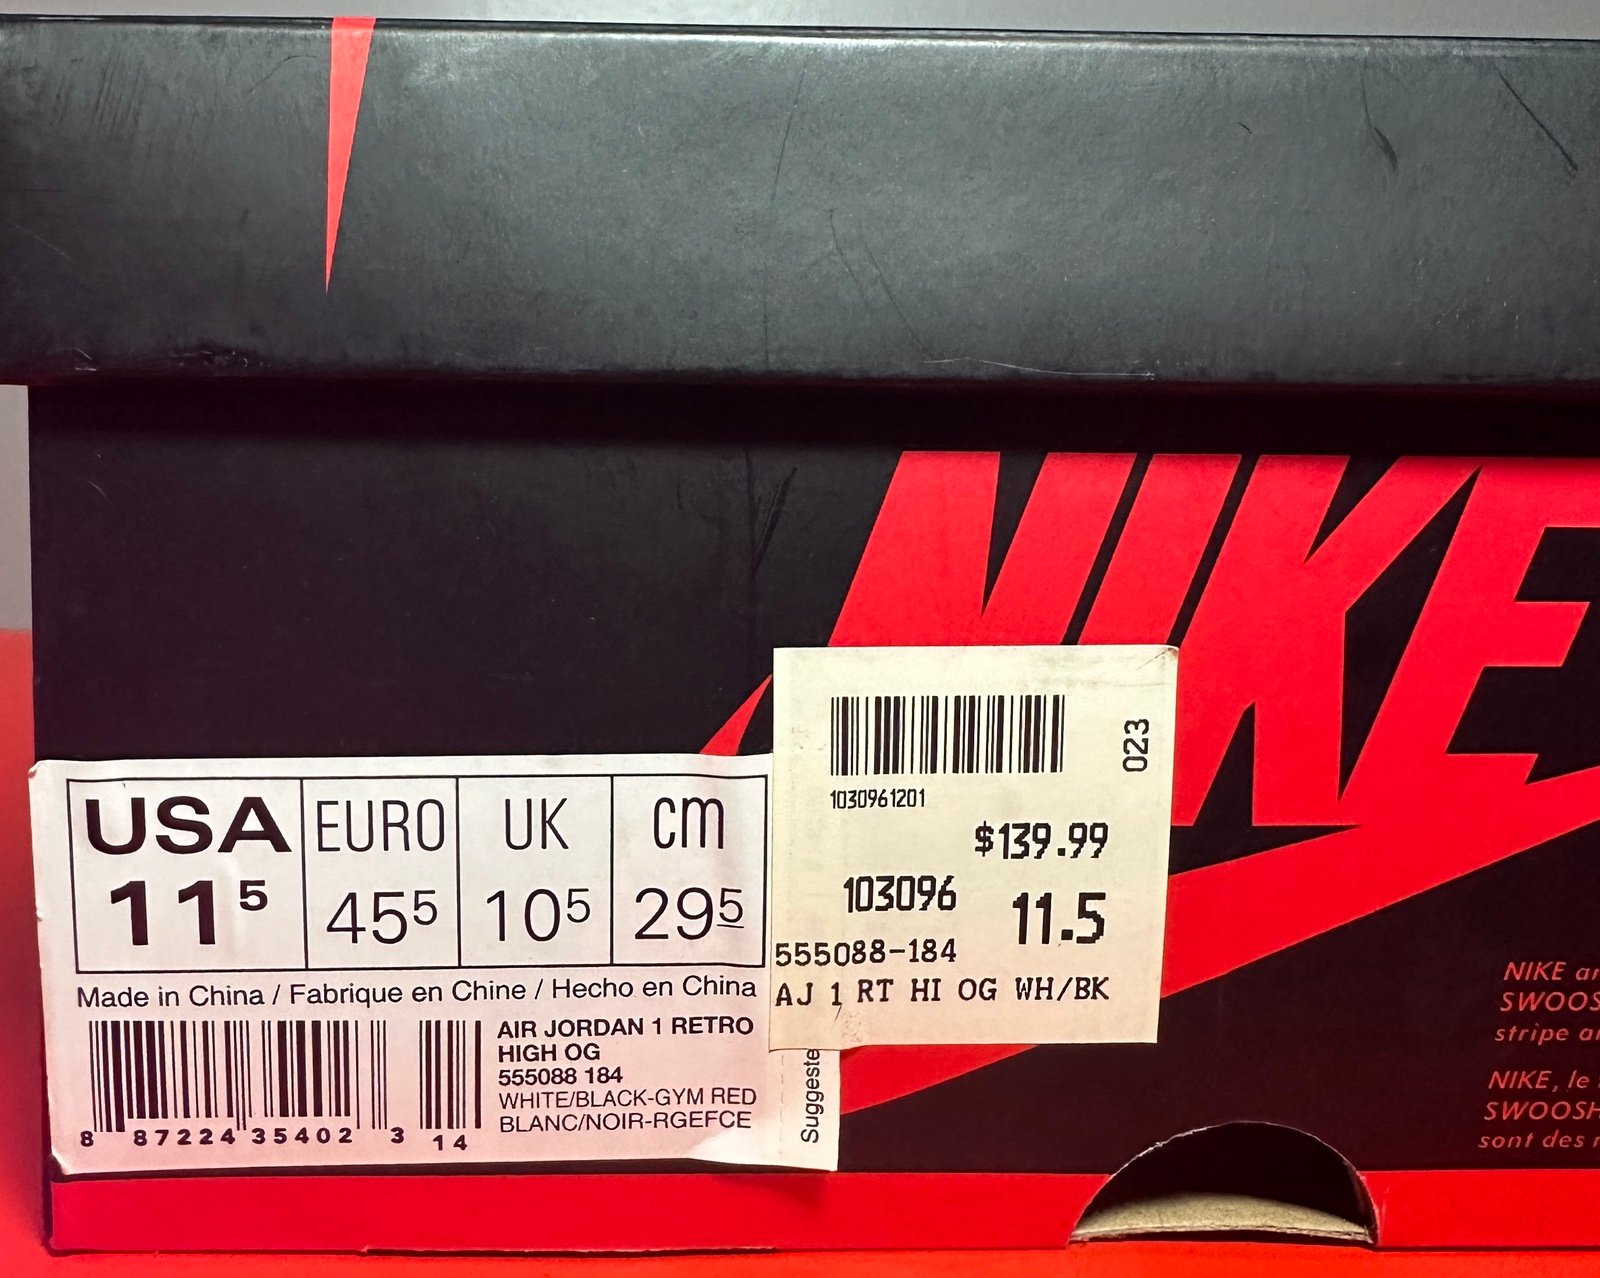 NIKE
1030961201
023
$139.99
103096
11.5
555088-184
AJ 1 RT HI OG WH/BK
USA EURO UK cm
11⁵ 45⁵ 10⁵ 29⁵
Made in China / Fabrique en Chine / Hecho en China
AIR JORDAN 1 RETRO
HIGH OG
555088 184
WHITE/BLACK-GYM RED
BLANC/NOIR-RGEFCE
8 87224 35402 3 14
NIKE
stripe
NIKE, le
sont des